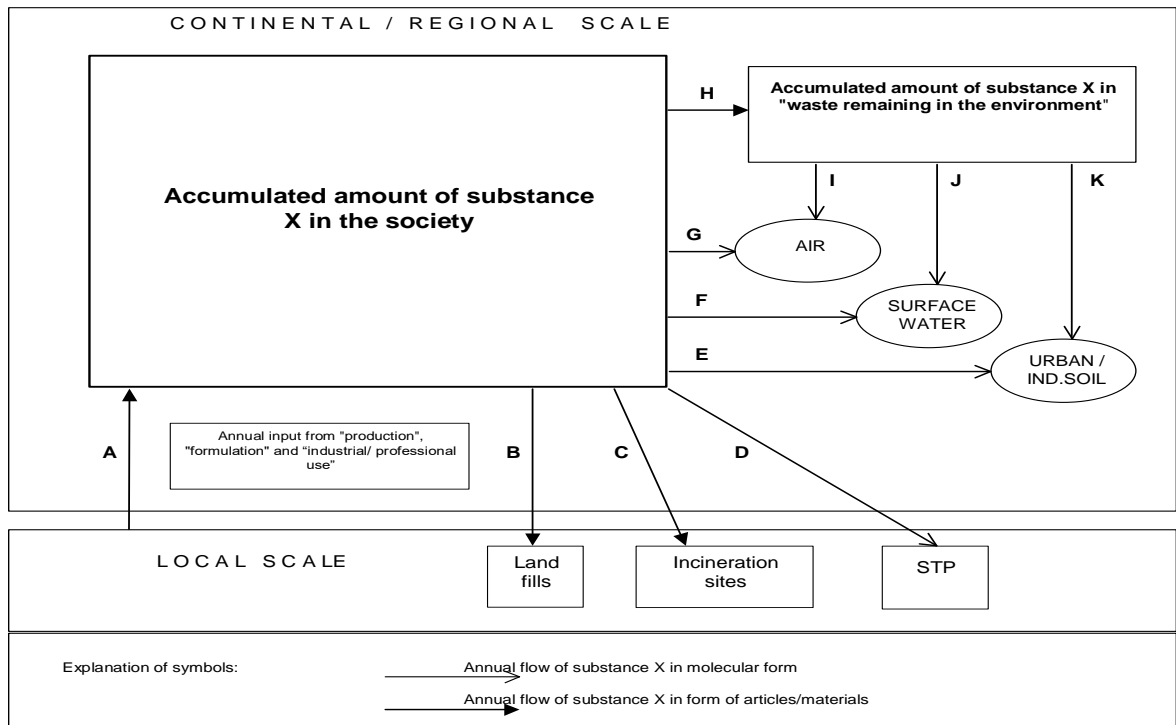 CONTINENTAL / REGIONAL SCALE
H
Accumulated amount of substance X in
"waste remaining in the environment"
Accumulated amount of substance
X in the society
I
J
K
G
AIR
F
SURFACE
WATER
E
URBAN /
IND.SOIL
A
Annual input from "production",
"formulation" and “industrial/ professional
use”
B
C
D
LOCAL SCALE
Land
fills
Incineration
sites
STP
Explanation of symbols:
Annual flow of substance X in molecular form
Annual flow of substance X in form of articles/materials